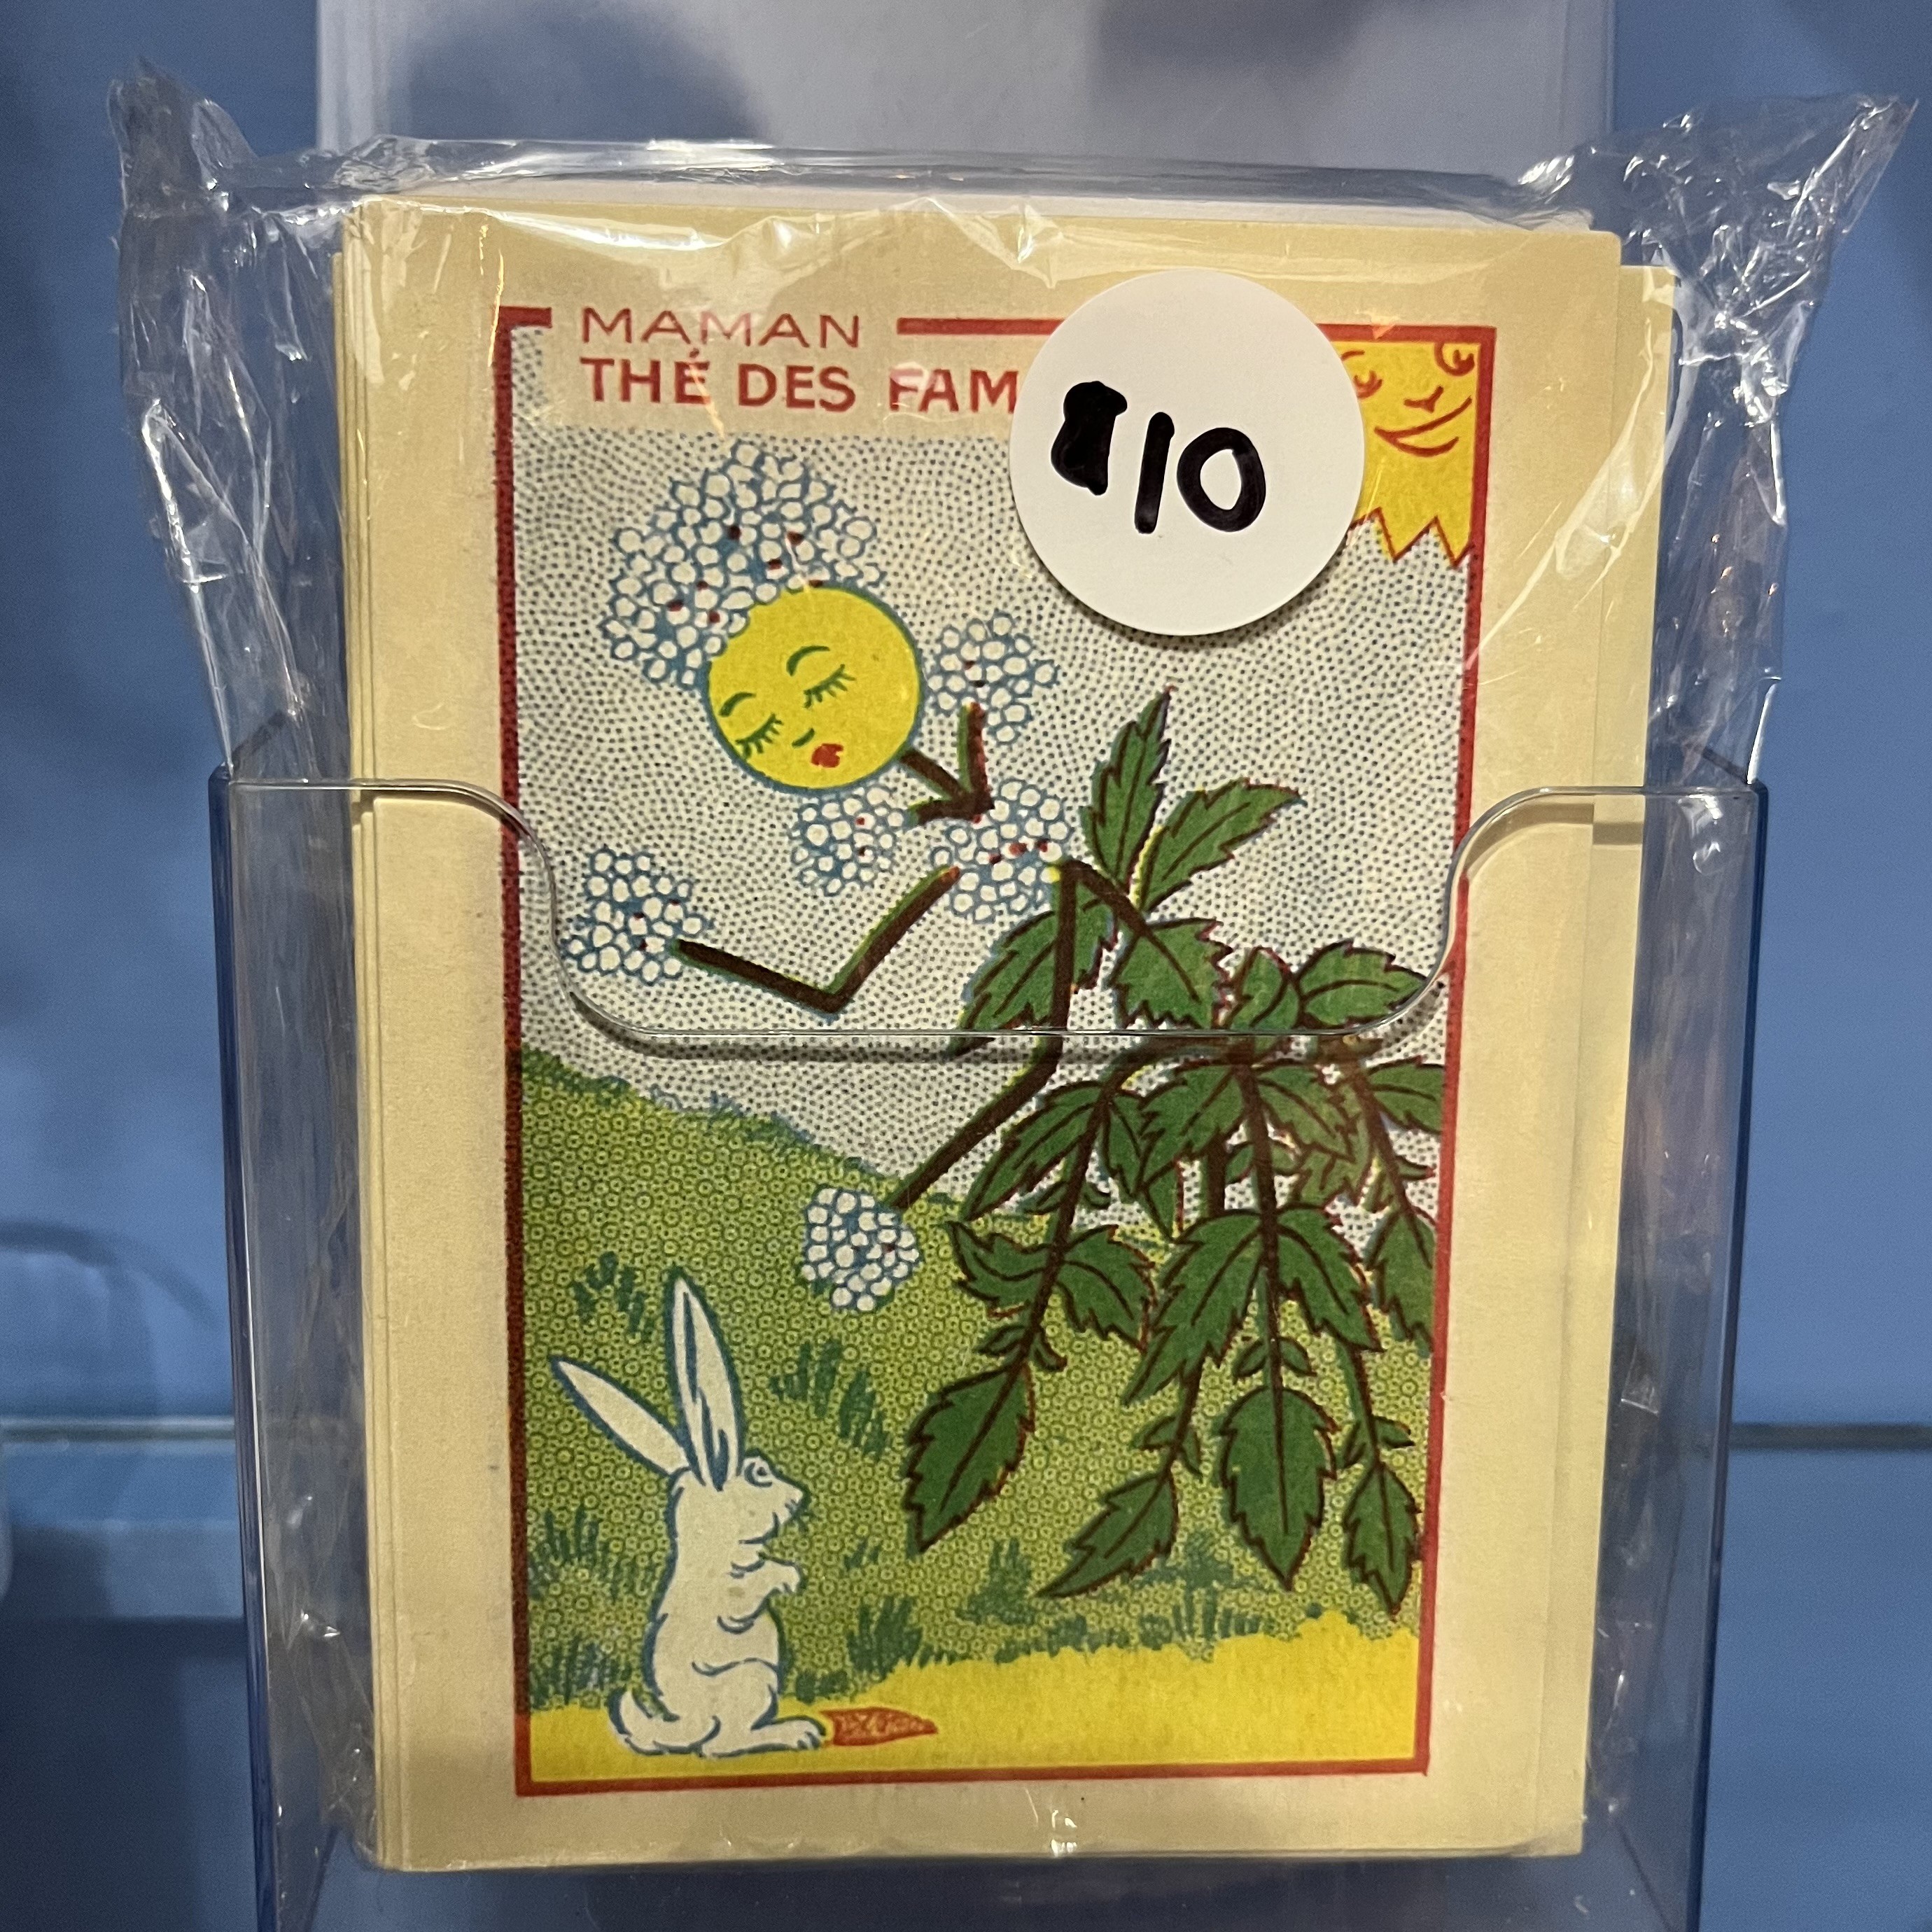 MAMAN
THÉ DES FAM
$10